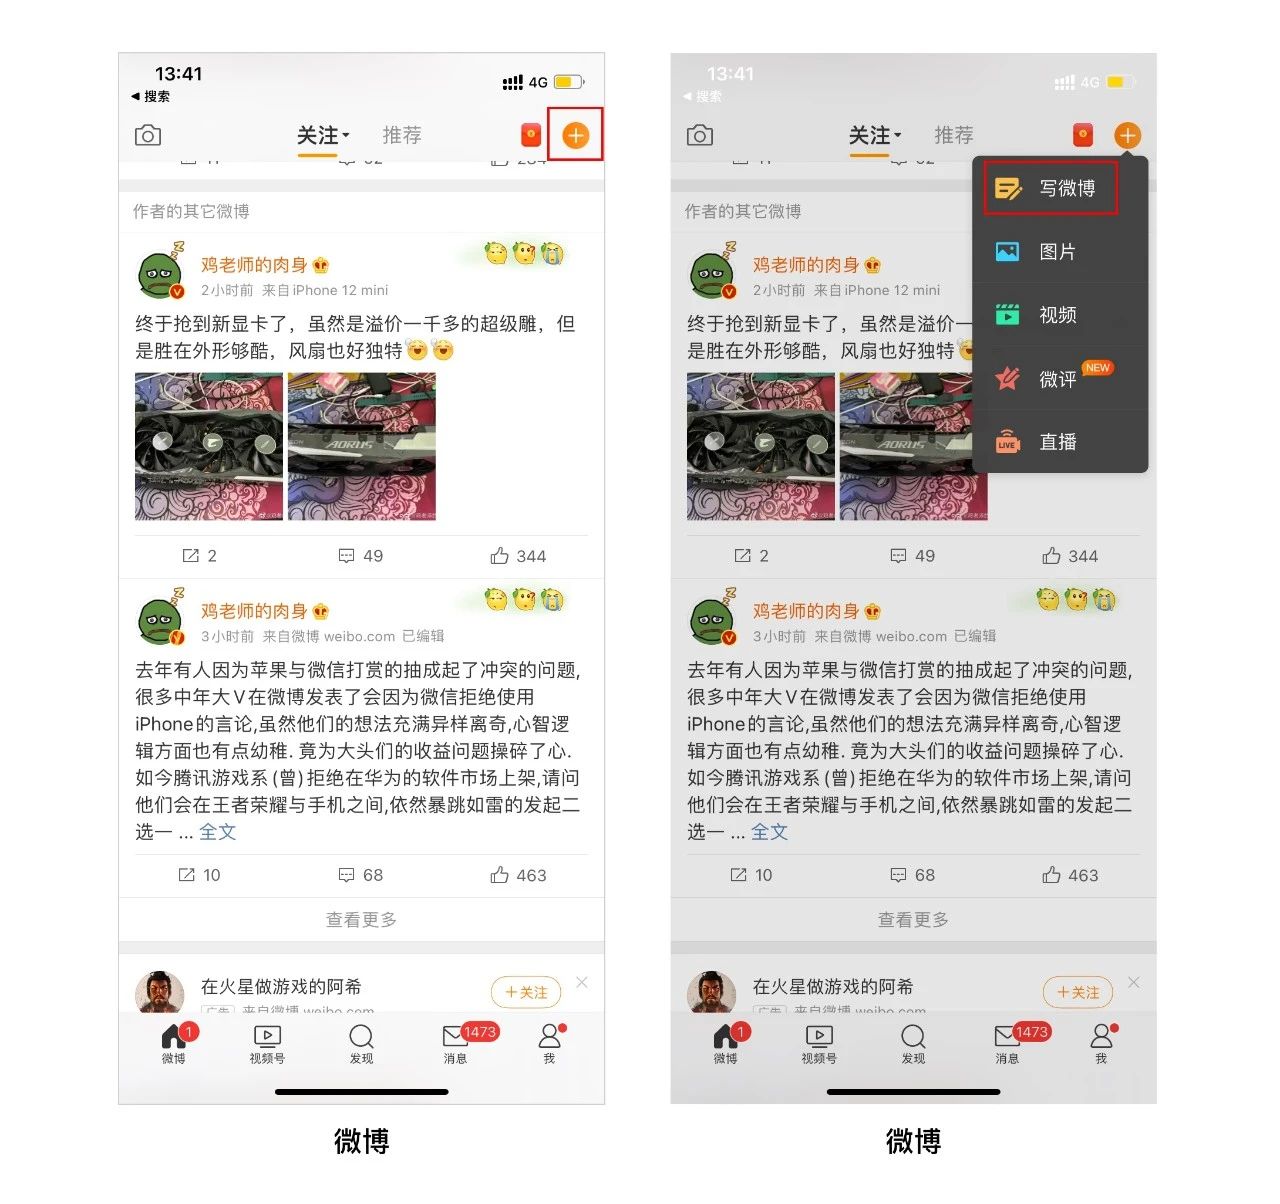 13:41
4G
搜索
关注
推荐
作者的其它微博
鸡老师的肉身
2小时前 来自iPhone 12 mini
终于抢到新显卡了，虽然是溢价一千多的超级雕，但
是胜在外形够酷，风扇也好独特
AORUS
2
49
344
鸡老师的肉身
3小时前 来自微博 weibo.com 已编辑
去年有人因为苹果与微信打赏的抽成起了冲突的问题,
很多中年大V在微博发表了会因为微信拒绝使用
iPhone的言论,虽然他们的想法充满异样离奇,心智逻
辑方面也有点幼稚. 竟为大头们的收益问题操碎了心.
如今腾讯游戏系 (曾) 拒绝在华为的软件市场上架,请问
他们会在王者荣耀与手机之间,依然暴跳如雷的发起二
选一 ... 全文
10
68
463
查看更多
在火星做游戏的阿希
+关注
广告 来自微博 weibo.com
1
1473
微博
视频号
发现
消息
我
微博
13:41
4G
搜索
关注
推荐
写微博
图片
视频
微评
NEW
LIVE
直播
作者的其它微博
鸡老师的肉身
2小时前 来自iPhone 12 mini
终于抢到新显卡了，虽然是溢价一
是胜在外形够酷，风扇也好独特
AORUS
2
49
344
鸡老师的肉身
3小时前 来自微博 weibo.com 已编辑
去年有人因为苹果与微信打赏的抽成起了冲突的问题,
很多中年大V在微博发表了会因为微信拒绝使用
iPhone的言论,虽然他们的想法充满异样离奇,心智逻
辑方面也有点幼稚. 竟为大头们的收益问题操碎了心.
如今腾讯游戏系 (曾) 拒绝在华为的软件市场上架,请问
他们会在王者荣耀与手机之间,依然暴跳如雷的发起二
选一 ... 全文
10
68
463
查看更多
在火星做游戏的阿希
+关注
广告 来自微博 weibo.com
1
1473
微博
视频号
发现
消息
我
微博